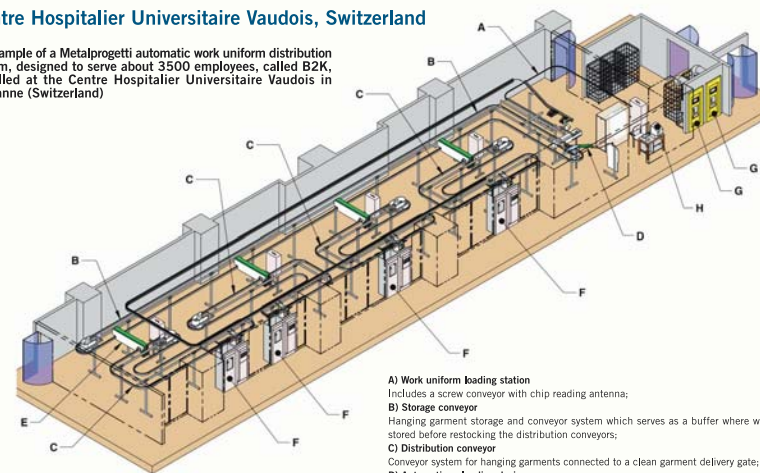 tre Hospitalier Universitaire Vaudois, Switzerland
ample of a Metalprogetti automatic work uniform distribution
m, designed to serve about 3500 employees, called B2K,
lled at the Centre Hospitalier Universitaire Vaudois in
anne (Switzerland)
A
B
C
C
C
B
G
G
H
D
F
F
F
F
E
C
A) Work uniform loading station
Includes a screw conveyor with chip reading antenna;
B) Storage conveyor
Hanging garment storage and conveyor system which serves as a buffer where w
stored before restocking the distribution conveyors;
C) Distribution conveyor
Conveyor system for hanging garments connected to a clean garment delivery gate;